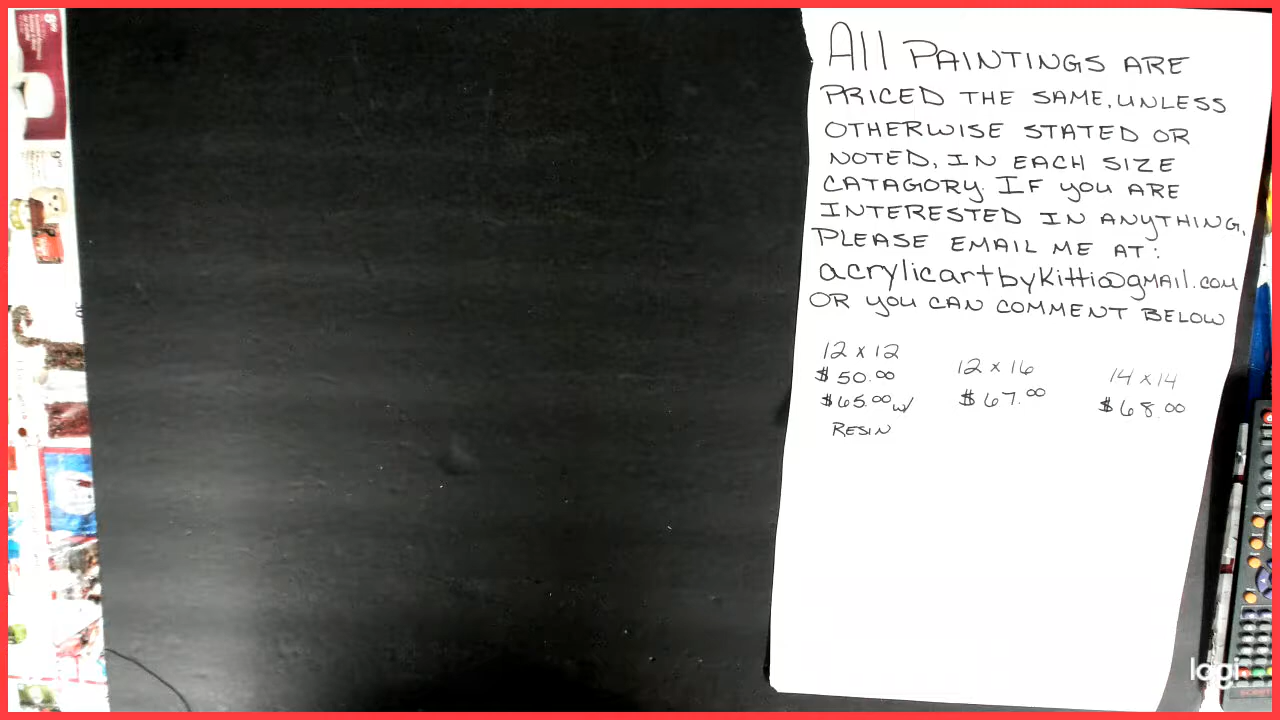 All PAINTINGS ARE
PRICED THE SAME, UNLESS
OTHERWISE STATED OR
NOTED, IN EACH SIZE
CATAGORY. IF YOU ARE
INTERESTED IN ANYTHING,
PLEASE EMAIL ME AT:
acrylicartbykitti@gmail.com
OR YOU CAN COMMENT BELOW
12 x 12
$50.00
$65.00 w/
RESIN
12 x 16
$67.00
14 x 14
$68.00
logi